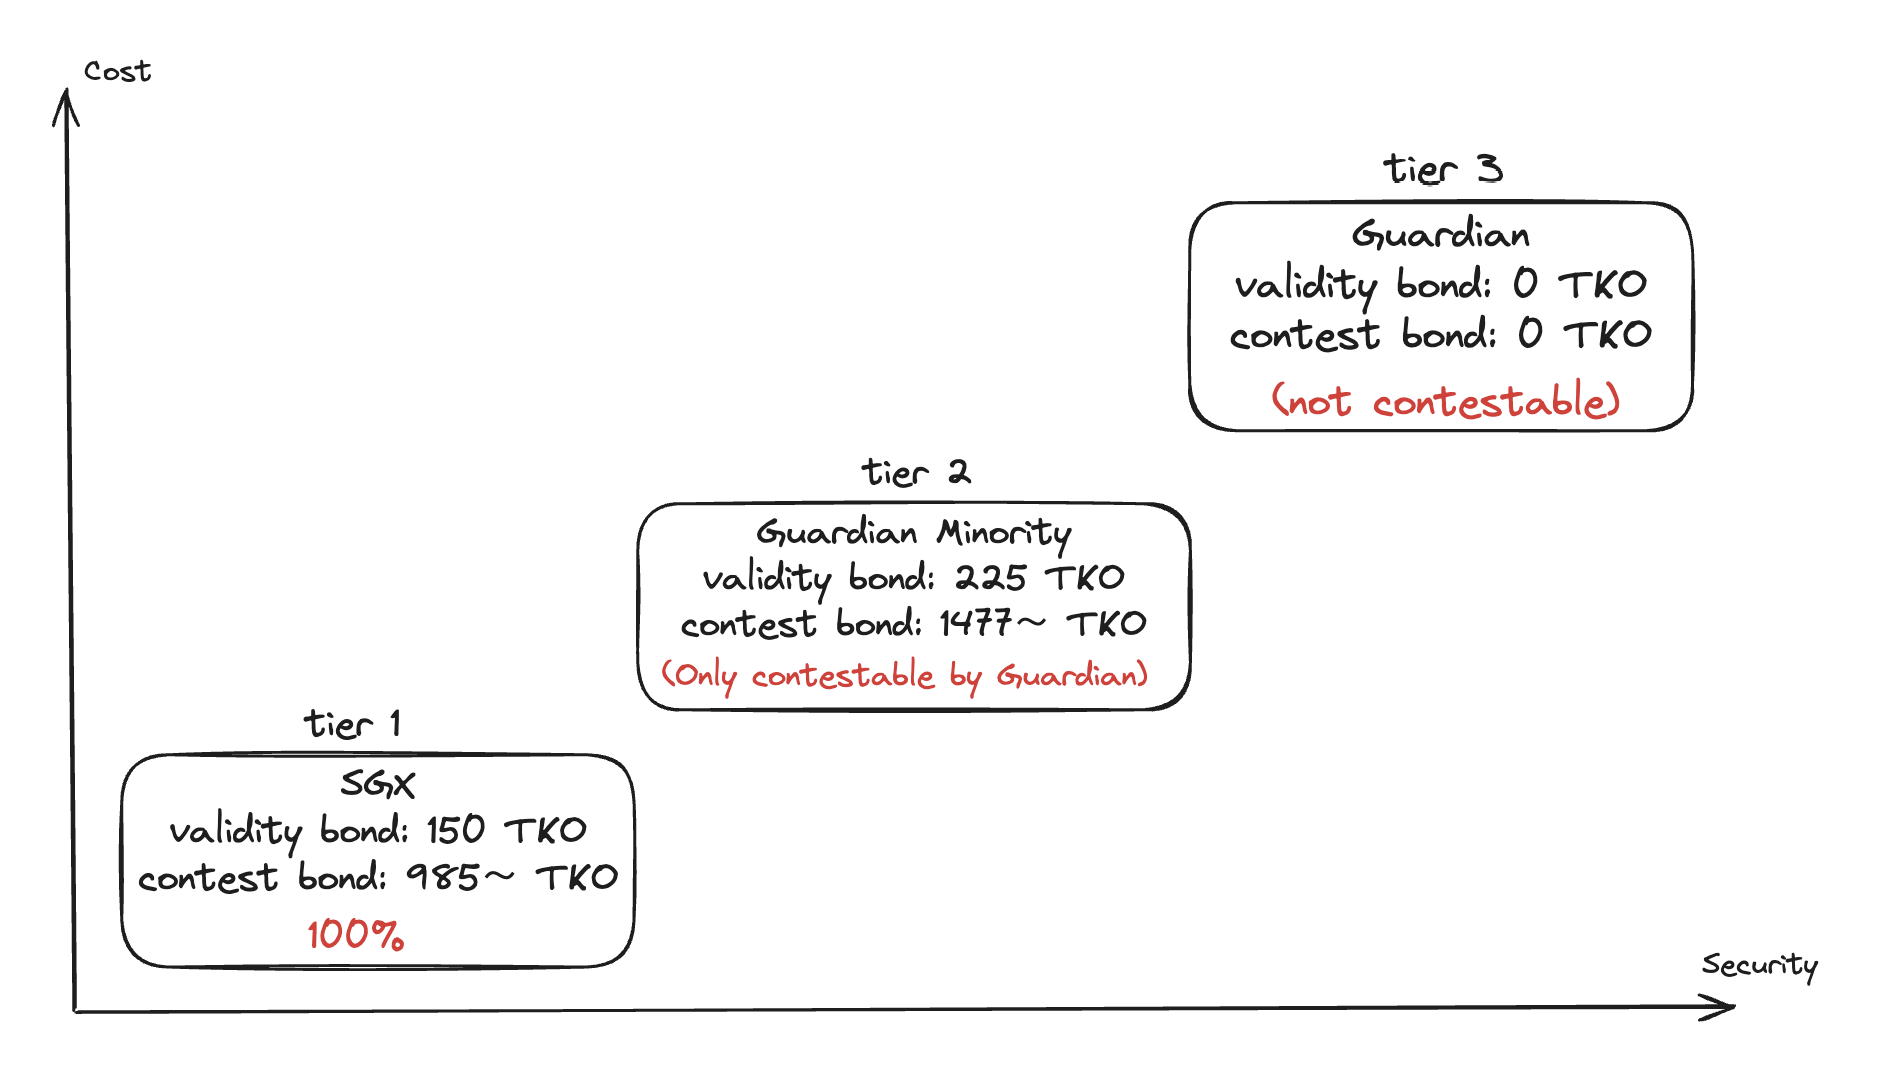 Cost
tier 3
Guardian
validity bond: 0 TKO
contest bond: 0 TKO
(not contestable)
tier 2
Guardian Minority
validity bond: 225 TKO
contest bond: 1477~ TKO
(Only contestable by Guardian)
tier 1
SGX
validity bond: 150 TKO
contest bond: 985~ TKO
100%
Security